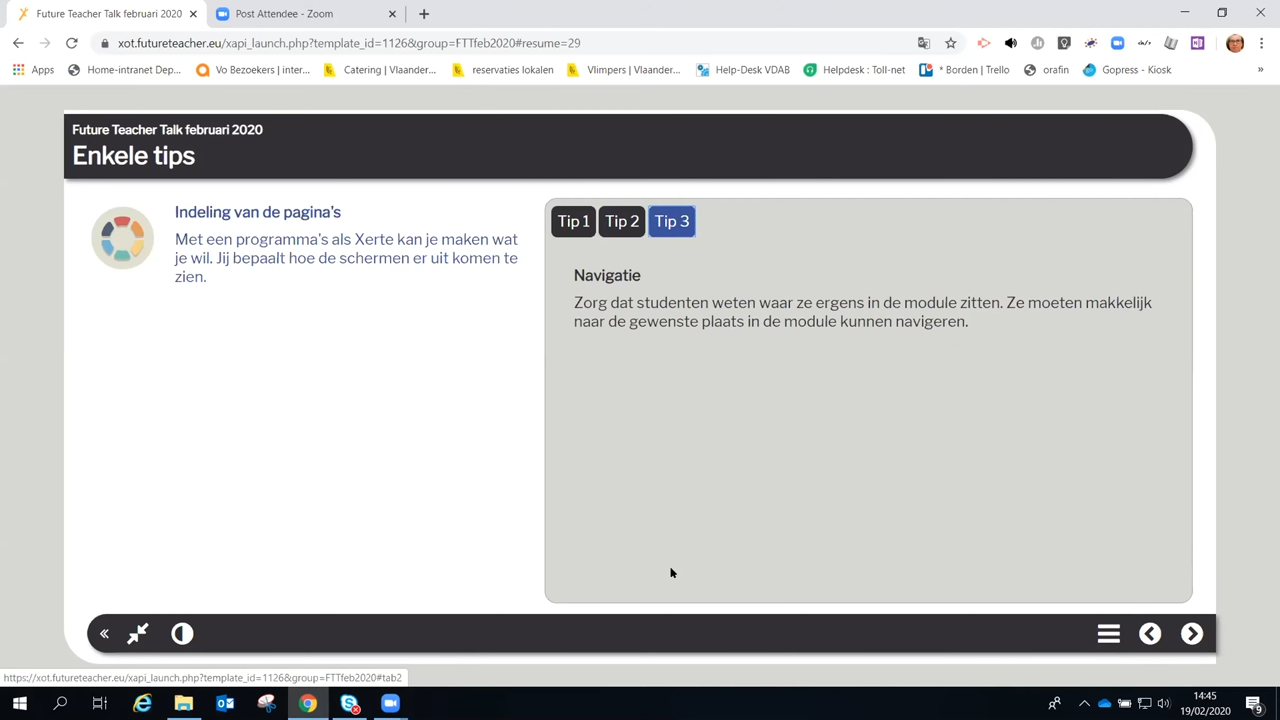 Future Teacher Talk februari 2020
Post Attendee - Zoom
xot.futureteacher.eu/xapi_launch.php?template_id=1126&group=FTTfeb2020#resume=29
Apps
Home-intranet Dep...
Vo Bezoekers | inter...
Catering | Vlaander...
reservaties lokalen
Vlimpers | Vlaander...
Help-Desk VDAB
Helpdesk : Toll-net
* Borden | Trello
orafin
Gopress - Kiosk
»
Future Teacher Talk februari 2020
Enkele tips
Indeling van de pagina's
Met een programma's als Xerte kan je maken wat
je wil. Jij bepaalt hoe de schermen er uit komen te
zien.
Tip 1
Tip 2
Tip 3
Navigatie
Zorg dat studenten weten waar ze ergens in de module zitten. Ze moeten makkelijk
naar de gewenste plaats in de module kunnen navigeren.
https://xot.futureteacher.eu/xapi_launch.php?template_id=1126&group=FTTfeb2020#tab2
14:45
19/02/2020
9